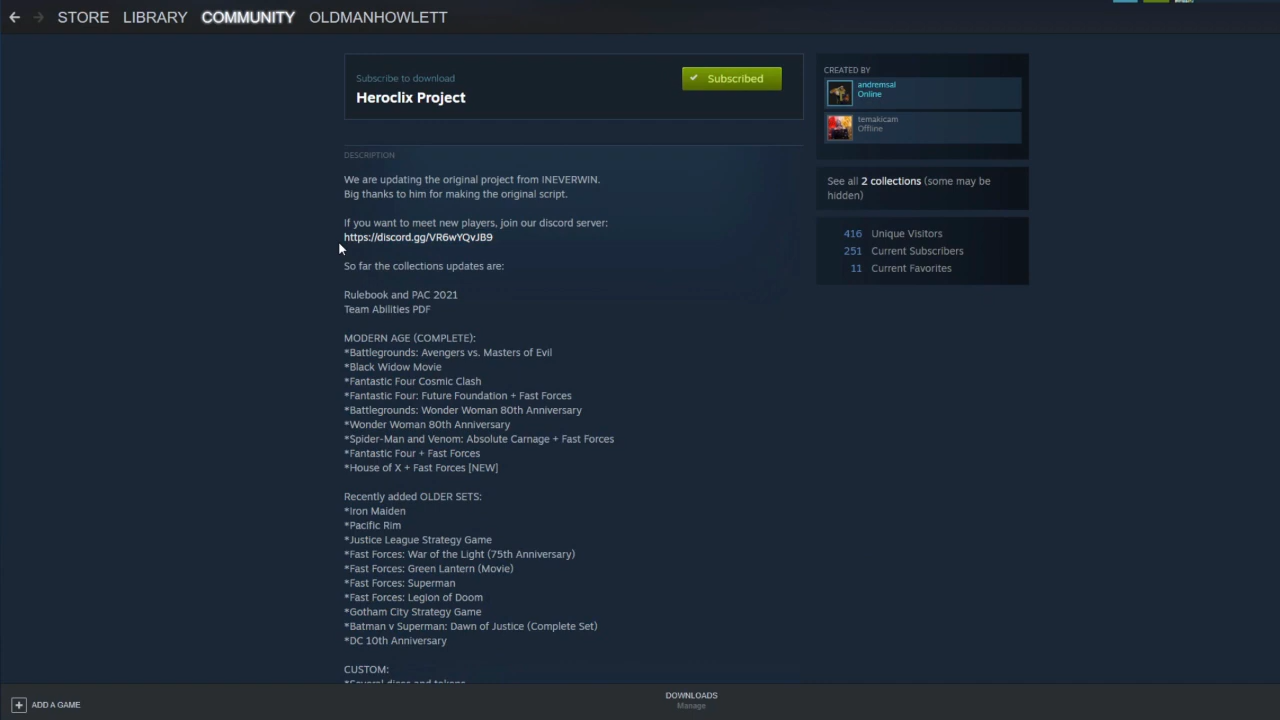 STORE LIBRARY COMMUNITY OLDMANHOWLETT
Subscribe to download
Heroclix Project
Subscribed
DESCRIPTION
We are updating the original project from INEVERWIN.
Big thanks to him for making the original script.
If you want to meet new players, join our discord server:
https://discord.gg/VR6wYQvJB9
So far the collections updates are:
Rulebook and PAC 2021
Team Abilities PDF
MODERN AGE (COMPLETE):
*Battlegrounds: Avengers vs. Masters of Evil
*Black Widow Movie
*Fantastic Four Cosmic Clash
*Fantastic Four: Future Foundation + Fast Forces
*Battlegrounds: Wonder Woman 80th Anniversary
*Wonder Woman 80th Anniversary
*Spider-Man and Venom: Absolute Carnage + Fast Forces
*Fantastic Four + Fast Forces
*House of X + Fast Forces [NEW]
Recently added OLDER SETS:
*Iron Maiden
*Pacific Rim
*Justice League Strategy Game
*Fast Forces: War of the Light (75th Anniversary)
*Fast Forces: Green Lantern (Movie)
*Fast Forces: Superman
*Fast Forces: Legion of Doom
*Gotham City Strategy Game
*Batman v Superman: Dawn of Justice (Complete Set)
*DC 10th Anniversary
CUSTOM:
*Several discs and tokens
CREATED BY
andremsal
Online
temakicam
Offline
See all 2 collections (some may be
hidden)
416 Unique Visitors
251 Current Subscribers
11 Current Favorites
ADD A GAME
DOWNLOADS
Manage